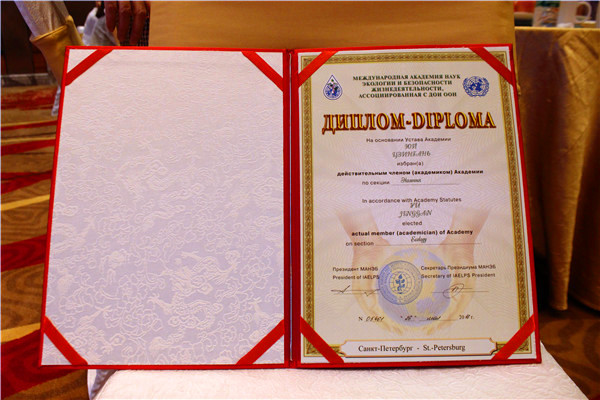 МЕЖДУНАРОДНАЯ АКАДЕМИЯ НАУК
ЭКОЛОГИИ И БЕЗОПАСНОСТИ
ЖИЗНЕДЕЯТЕЛЬНОСТИ,
АССОЦИИРОВАННАЯ С ДОИ ООН
ДИПЛОМ-DIPLOMA
На основании Устава Академии
ЮЙ
ЦЗИНГАНЬ
избран(а)
действительным членом (академиком) Академии
по секции
In accordance with Academy Statutes
YU
JINGGAN
elected
actual member (academician) of Academy
on section Ecology
Президент МАНЭБ
President of IAELPS
Секретарь Президиума МАНЭБ
Secretary of IAELPS President
N
Санкт-Петербург - St.-Petersburg